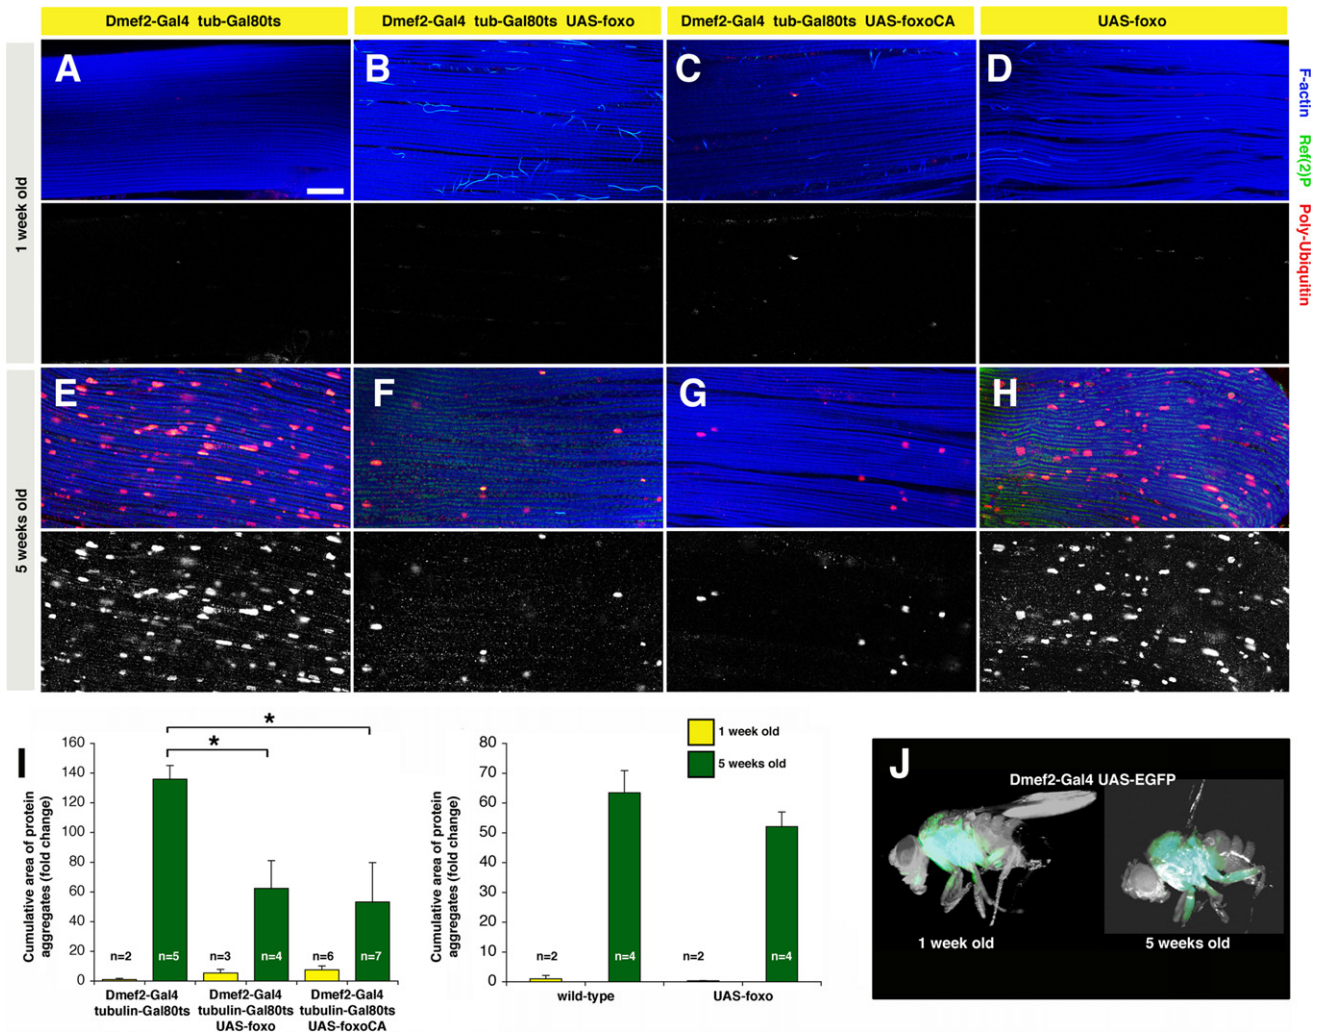 Dmef2-Gal4 tub-Gal80ts
Dmef2-Gal4 tub-Gal80ts UAS-foxo
Dmef2-Gal4 tub-Gal80ts UAS-foxoCA
UAS-foxo
1 week old
A
B
C
D
F-actin Ref(2)P Poly-Ubiquitin
5 weeks old
E
F
G
H
I
Cumulative area of protein
aggregates (fold change)
160
140
120
100
80
60
40
20
0
*
*
n=2
n=5
n=3
n=4
n=6
n=7
Dmef2-Gal4
tubulin-Gal80ts
Dmef2-Gal4
tubulin-Gal80ts
UAS-foxo
Dmef2-Gal4
tubulin-Gal80ts
UAS-foxoCA
Cumulative area of protein
aggregates (fold change)
80
70
60
50
40
30
20
10
0
n=2
n=4
n=2
n=4
wild-type
UAS-foxo
1 week old
5 weeks old
J
Dmef2-Gal4 UAS-EGFP
1 week old
5 weeks old